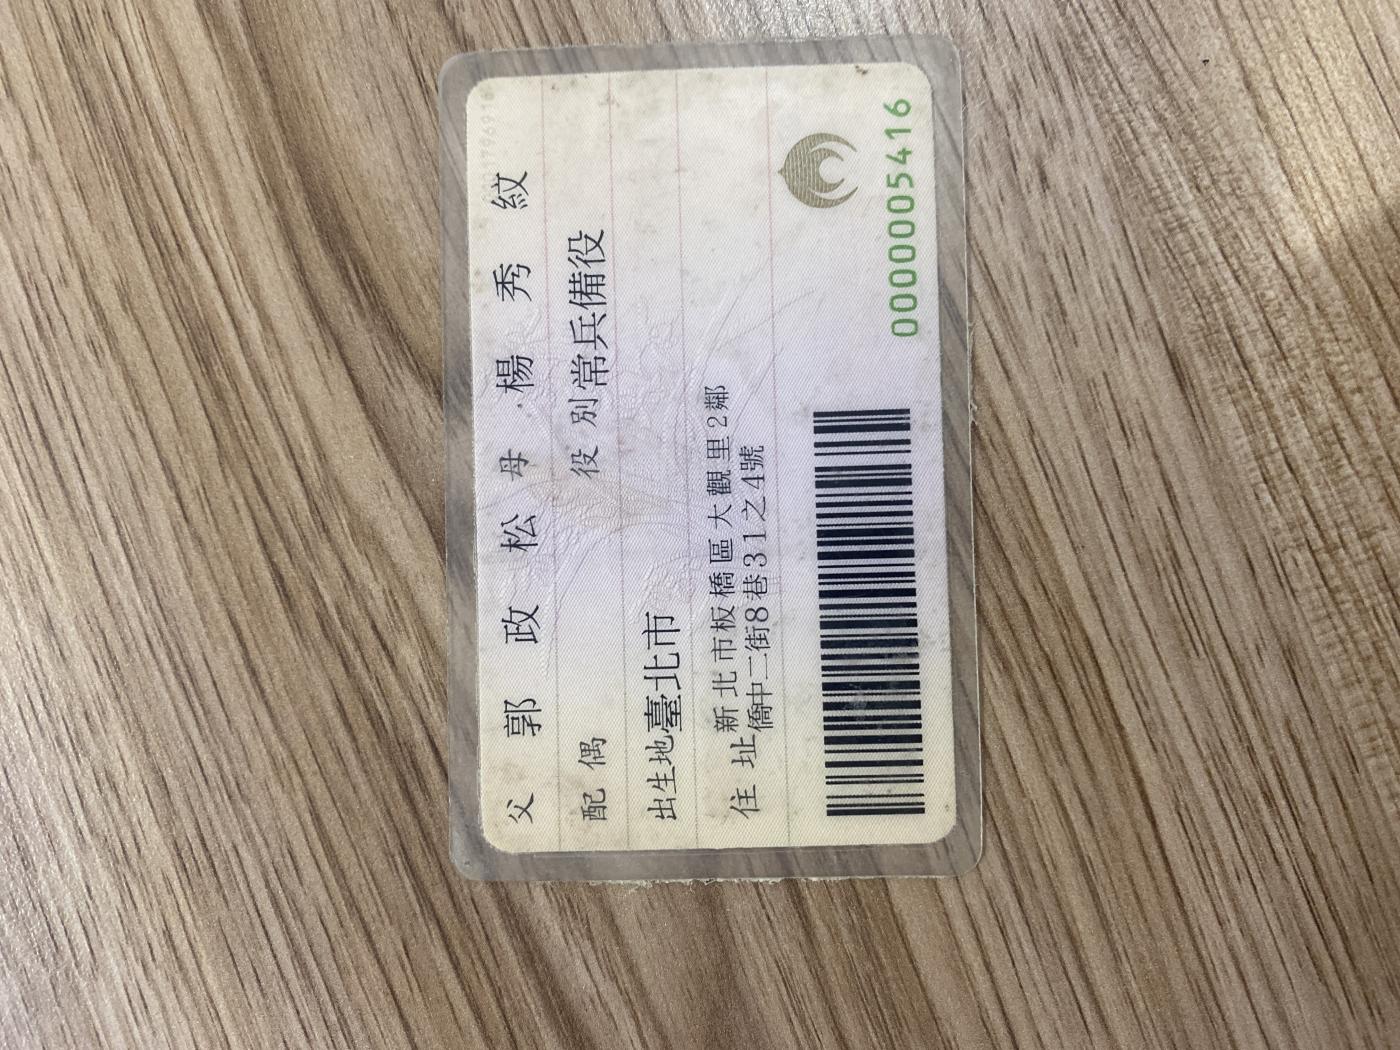 父 郭政松 母 楊秀紋
配偶 役別 常兵備役
出生地 臺北市
住址 新北市板橋區大觀里2鄰
僑中二街8巷31之4號
0000005416